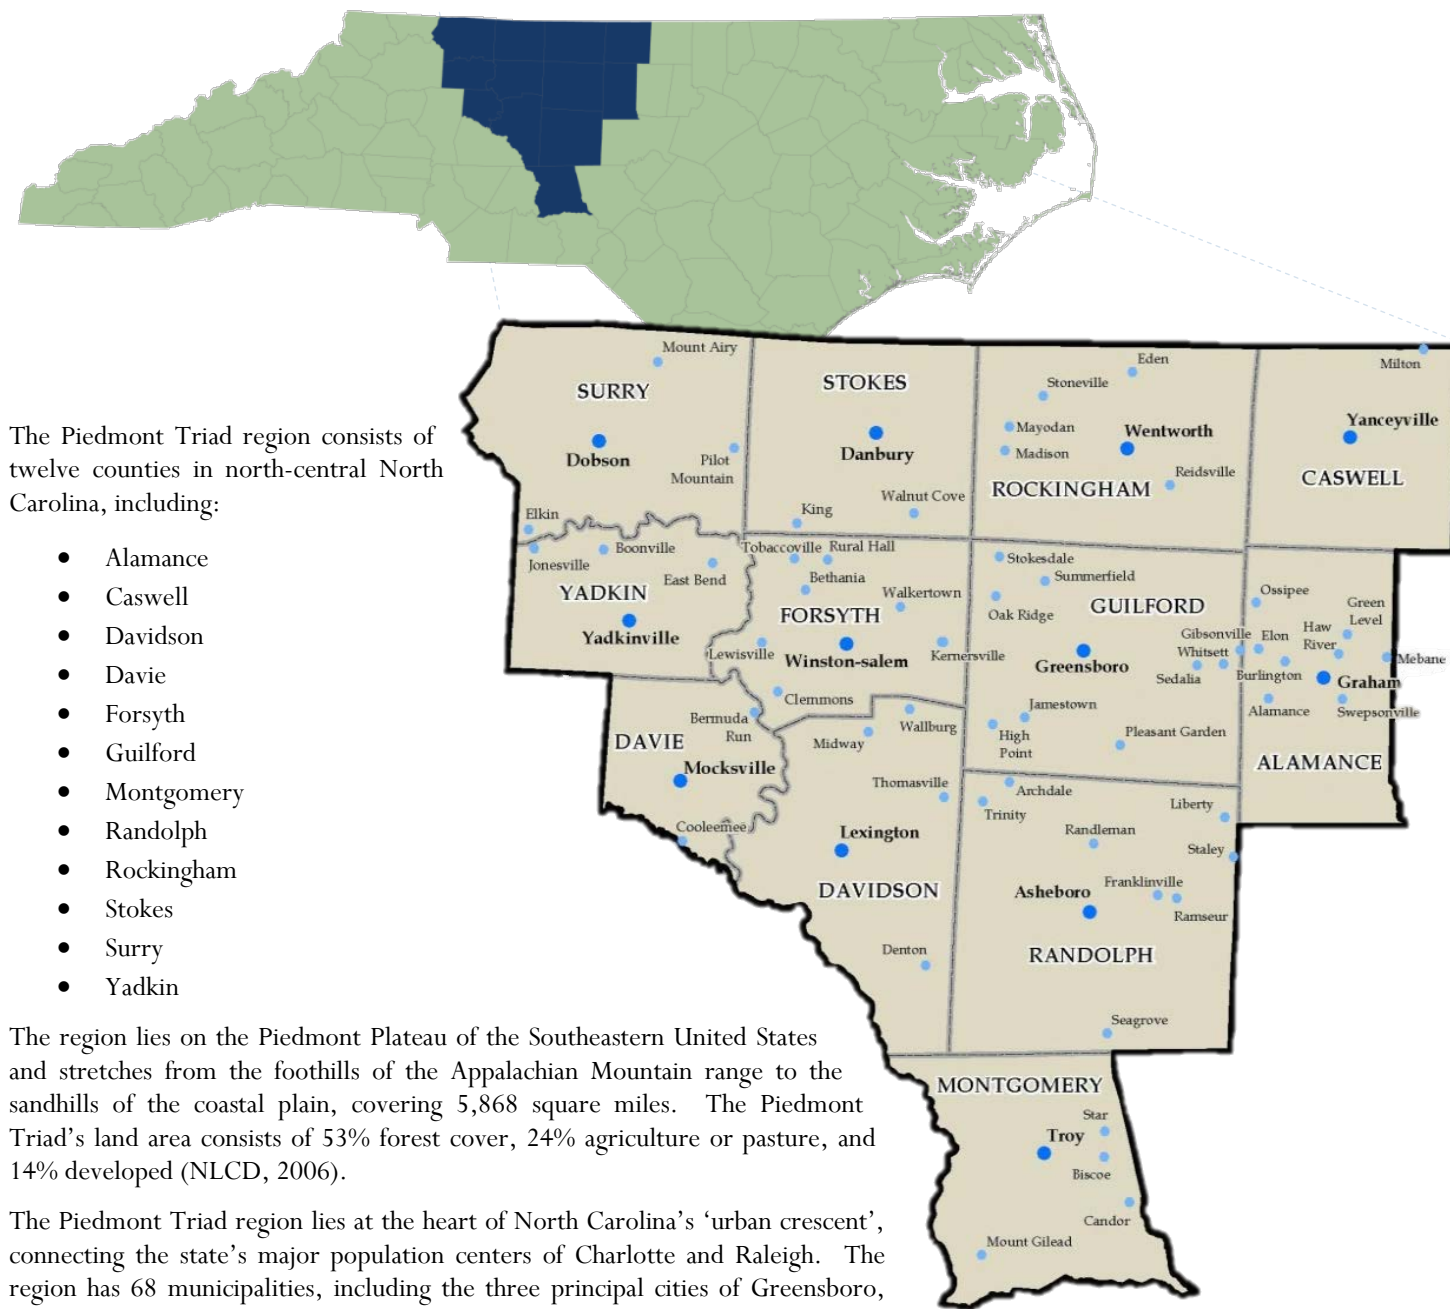 Mount Airy
SURRY
Dobson
Pilot
Mountain
Elkin
STOKES
Danbury
King
Walnut Cove
Eden
Stoneville
Mayodan
Madison
Wentworth
Reidsville
ROCKINGHAM
Milton
Yanceyville
CASWELL
The Piedmont Triad region consists of
twelve counties in north-central North
Carolina, including:
• Alamance
• Caswell
• Davidson
• Davie
• Forsyth
• Guilford
• Montgomery
• Randolph
• Rockingham
• Stokes
• Surry
• Yadkin
Jonesville
Boonville
East Bend
YADKIN
Yadkinville
Tobaccoville
Rural Hall
Bethania
Walkertown
FORSYTH
Lewisville
Winston-salem
Kernersville
Clemmons
Stokesdale
Summerfield
Oak Ridge
GUILFORD
Greensboro
Gibsonville
Whitsett
Sedalia
Jamestown
High
Point
Pleasant Garden
Ossipee
Green
Level
Elon
Haw
River
Mebane
Burlington
Graham
Alamance
Swepsonville
ALAMANCE
Bermuda
Run
DAVIE
Mocksville
Cooleemee
Wallburg
Midway
Thomasville
Lexington
DAVIDSON
Denton
Archdale
Trinity
Liberty
Randleman
Staley
Franklinville
Asheboro
Ramseur
RANDOLPH
Seagrove
MONTGOMERY
Star
Troy
Biscoe
Candor
Mount Gilead
The region lies on the Piedmont Plateau of the Southeastern United States
and stretches from the foothills of the Appalachian Mountain range to the
sandhills of the coastal plain, covering 5,868 square miles. The Piedmont
Triad’s land area consists of 53% forest cover, 24% agriculture or pasture, and
14% developed (NLCD, 2006).
The Piedmont Triad region lies at the heart of North Carolina’s ‘urban crescent’,
connecting the state’s major population centers of Charlotte and Raleigh. The
region has 68 municipalities, including the three principal cities of Greensboro,